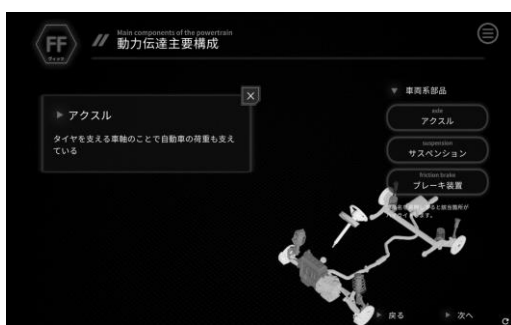 FF
Main components of the powertrain
動力伝達主要構成
▶ アクスル
タイヤを支える車軸のことで自動車の荷重も支え
ている
▼ 車両系部品
アクスル
suspension
サスペンション
friction brake
ブレーキ装置
▶ 戻る
▶ 次へ